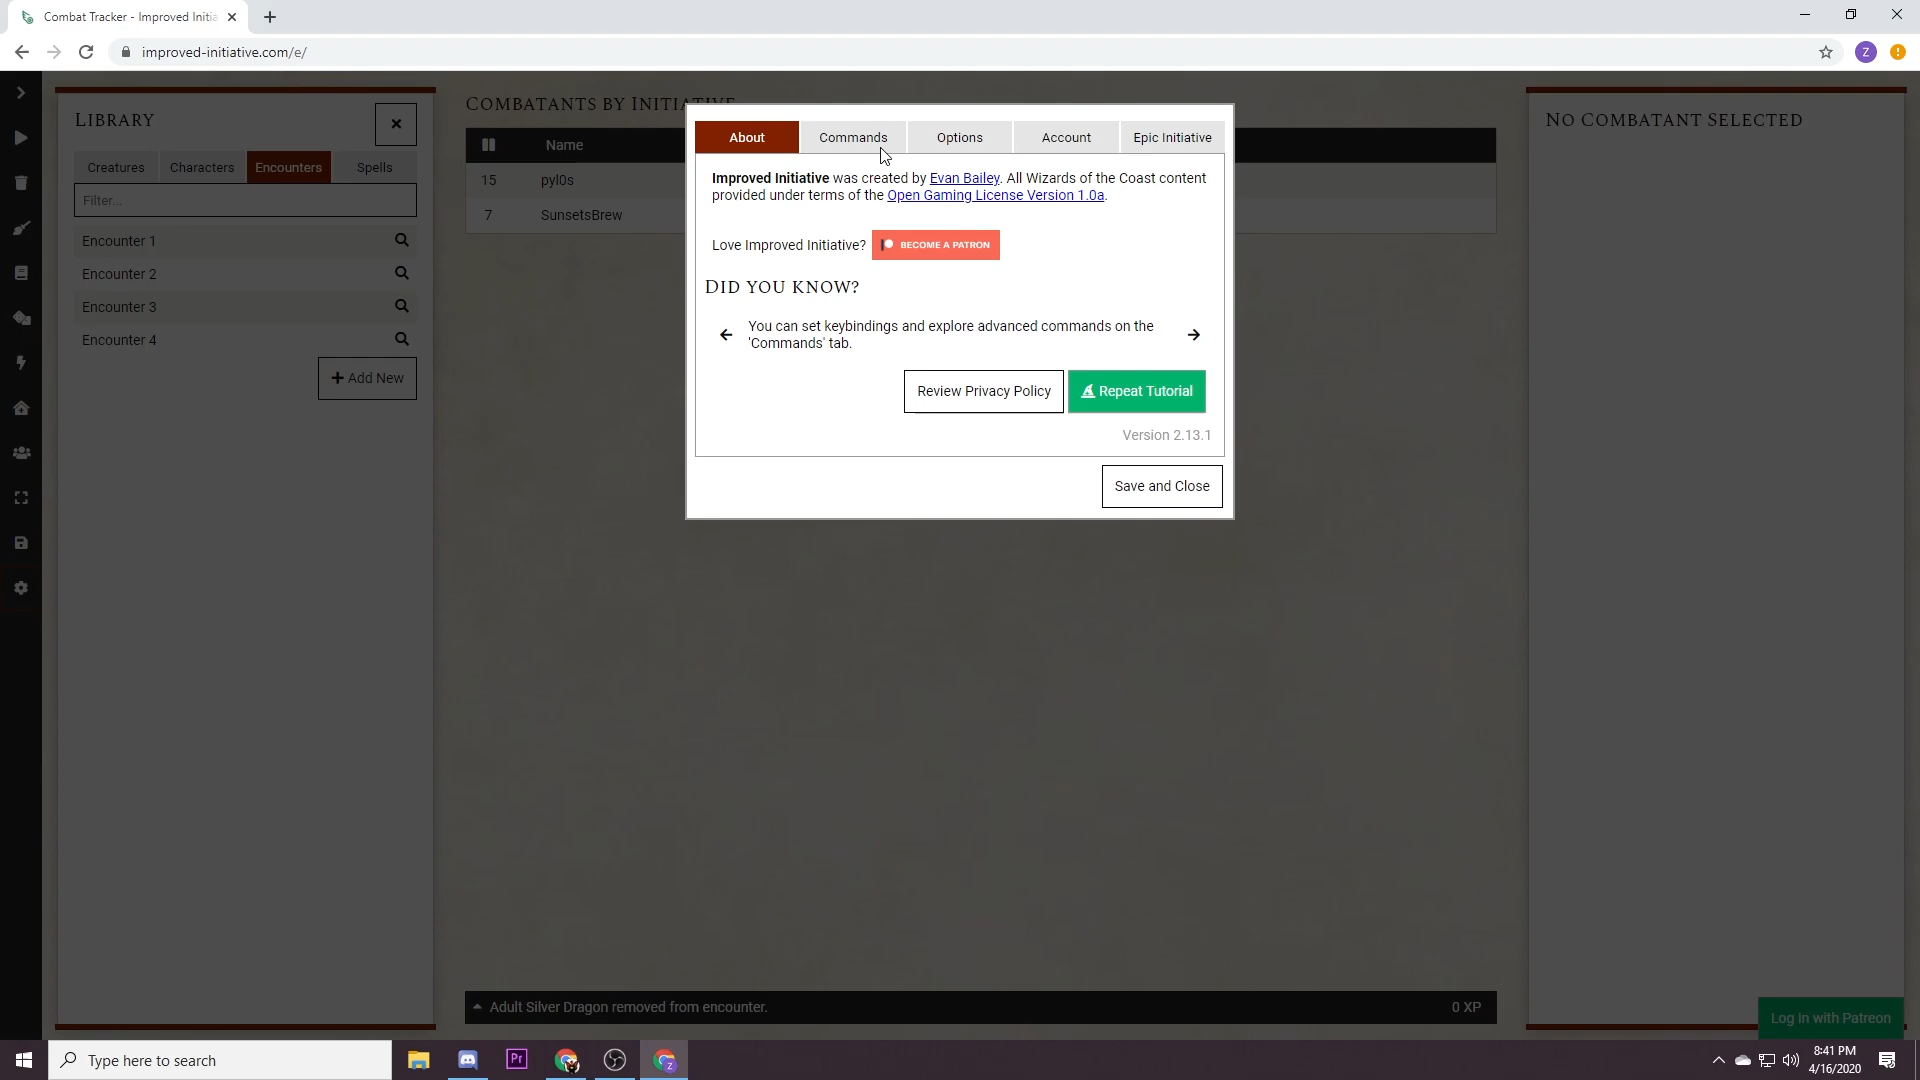 Combat Tracker - Improved Initia
improved-initiative.com/e/
Z
Library
Creatures
Characters
Encounters
Spells
Filter...
Encounter 1
Encounter 2
Encounter 3
Encounter 4
Add New
Combatants by Initiative
Name
15 pyl0s
7 SunsetsBrew
About
Commands
Options
Account
Epic Initiative
Improved Initiative was created by Evan Bailey. All Wizards of the Coast content
provided under terms of the Open Gaming License Version 1.0a.
Love Improved Initiative? BECOME A PATRON
Did you know?
You can set keybindings and explore advanced commands on the
'Commands' tab.
Review Privacy Policy
Repeat Tutorial
Version 2.13.1
Save and Close
No Combatant Selected
Adult Silver Dragon removed from encounter. 0 XP
Log in with Patreon
Type here to search
Pr
Z
8:41 PM
4/16/2020